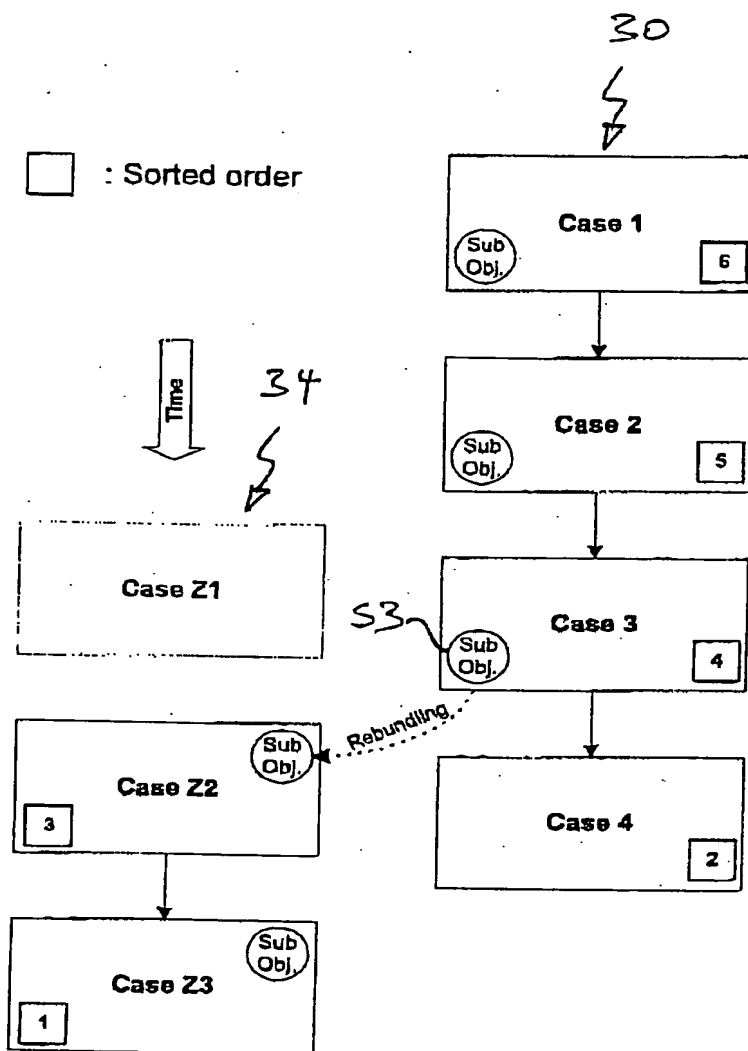 30
: Sorted order
Case 1
Sub
Obj.
6
Time
34
Case 2
Sub
Obj.
5
Case Z1
S3
Case 3
Sub
Obj.
4
Rebundling
Sub
Obj.
Case Z2
3
Case 4
2
Sub
Obj.
Case Z3
1